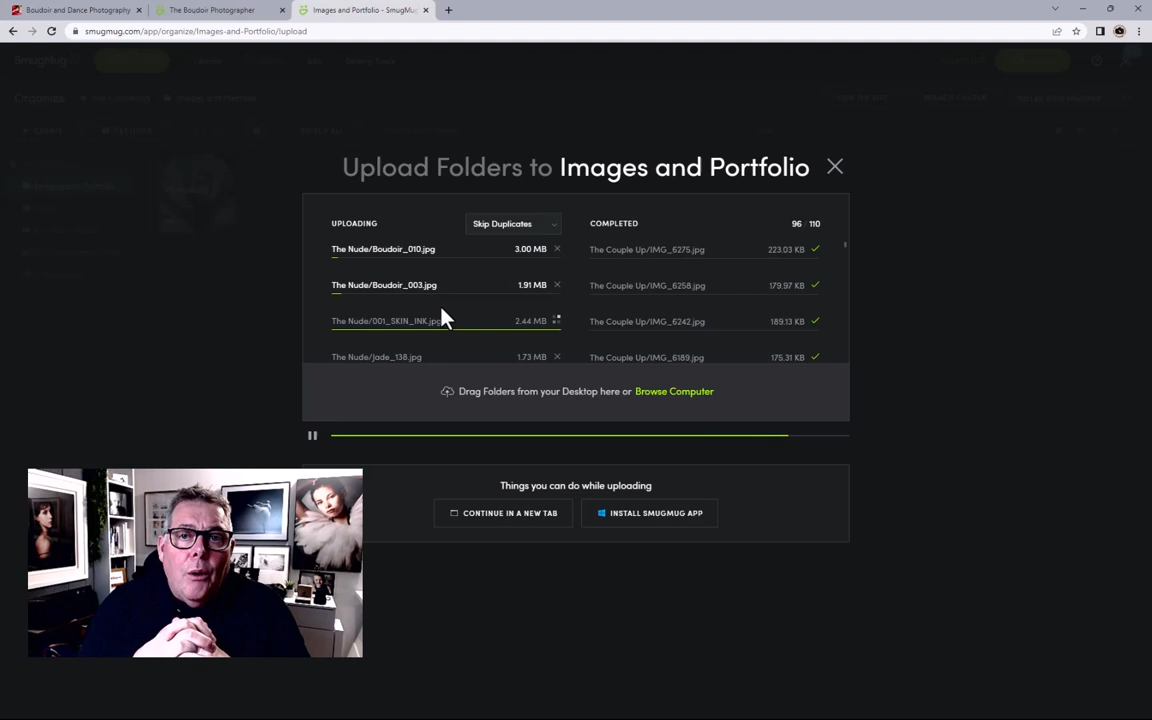 Boudoir and Dance Photography
The Boudoir Photographer
Images and Portfolio - SmugMug
smugmug.com/app/organize/Images-and-Portfolio/!upload
SmugMug
Organize
Upload Folders to Images and Portfolio
UPLOADING
Skip Duplicates
COMPLETED
96 / 110
The Nude/Boudoir_010.jpg 3.00 MB
The Couple Up/IMG_6275.jpg 223.03 KB
The Nude/Boudoir_003.jpg 1.91 MB
The Couple Up/IMG_6258.jpg 179.97 KB
The Nude/001_SKIN_INK.jpg 2.44 MB
The Couple Up/IMG_6242.jpg 189.13 KB
The Nude/Jade_138.jpg 1.73 MB
The Couple Up/IMG_6189.jpg 175.31 KB
Drag Folders from your Desktop here or Browse Computer
Things you can do while uploading
CONTINUE IN A NEW TAB
INSTALL SMUGMUG APP